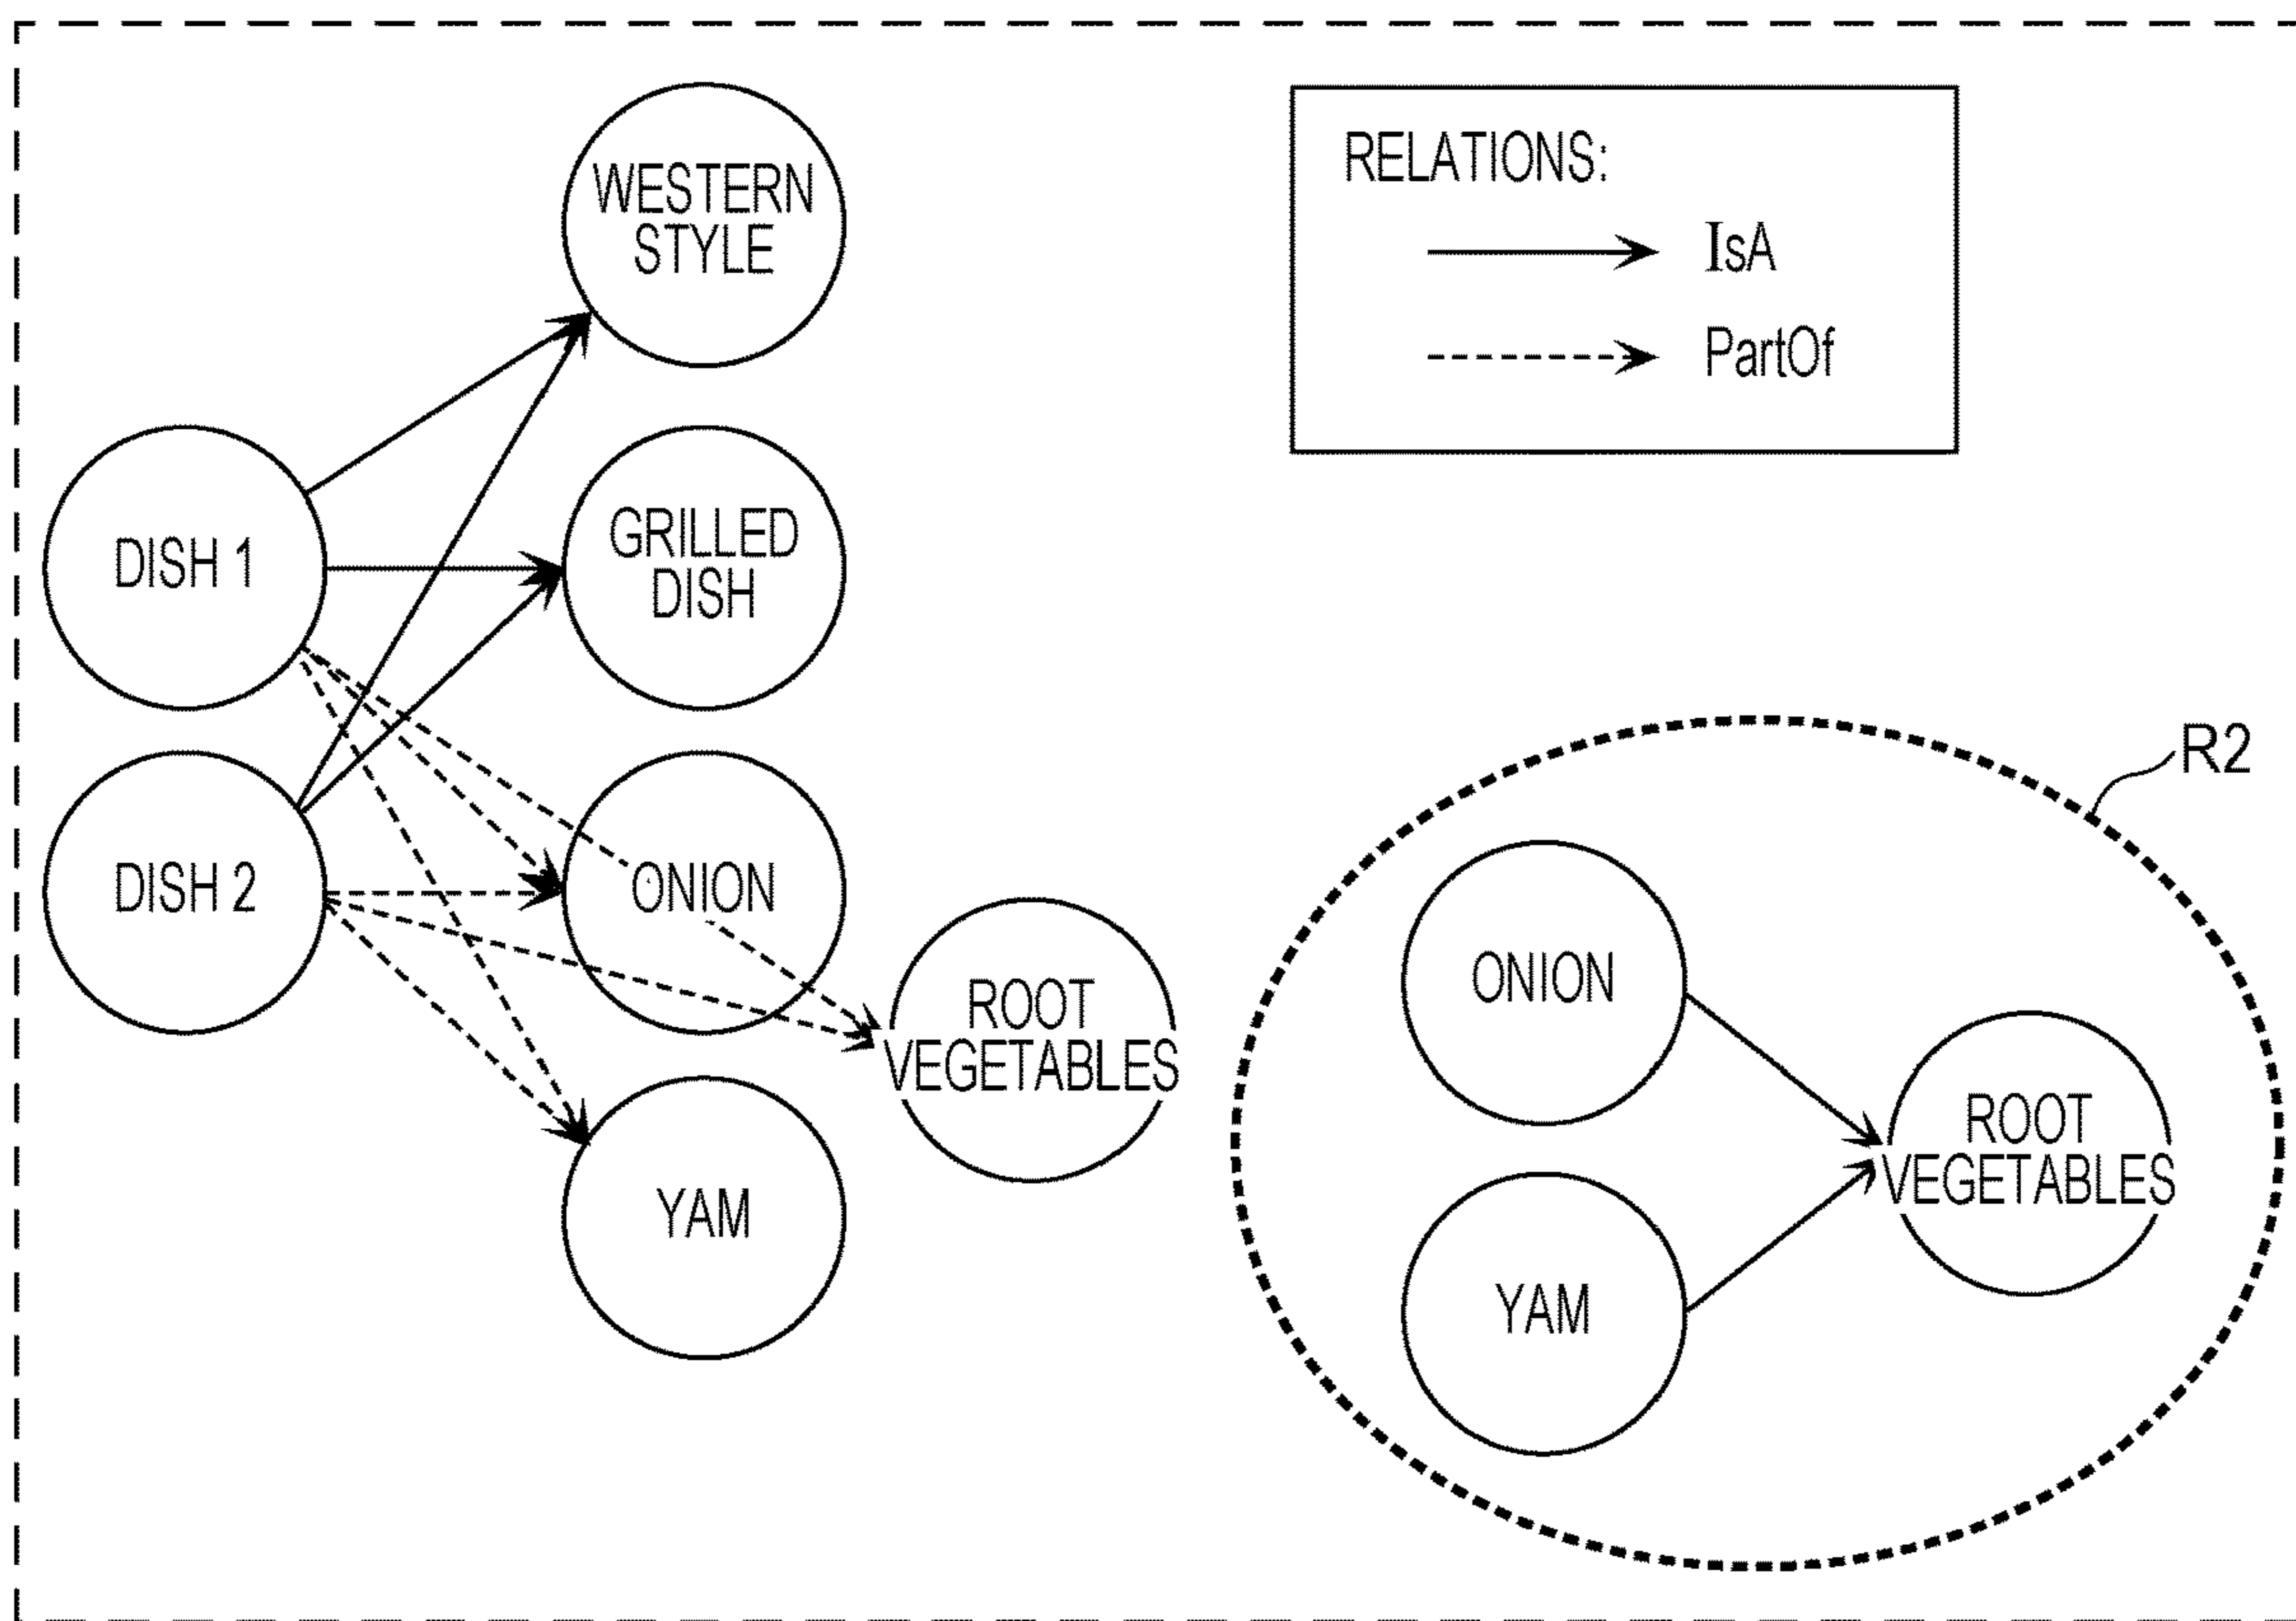 WESTERN
STYLE
RELATIONS:
IsA
PartOf
DISH 1
GRILLED
DISH
DISH 2
ONION
ROOT
VEGETABLES
YAM
R2
ONION
ROOT
VEGETABLES
YAM